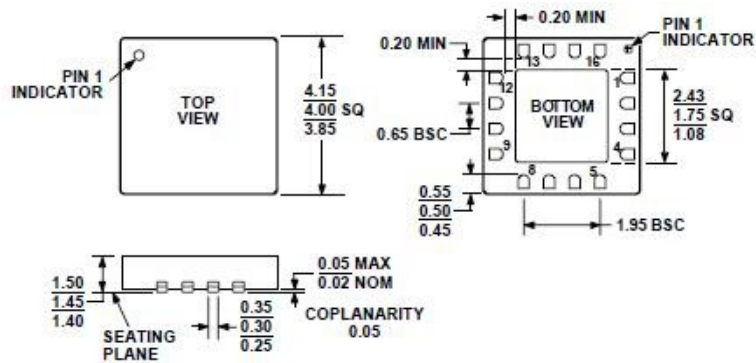 PIN 1
INDICATOR
TOP
VIEW
4.15
4.00 SQ
3.85
0.20 MIN
0.20 MIN
PIN 1
INDICATOR
13
16
12
1
0.65 BSC
BOTTOM
VIEW
2.43
1.75 SQ
1.08
9
4
8
5
0.55
0.50
0.45
1.95 BSC
1.50
1.45
1.40
SEATING
PLANE
0.35
0.30
0.25
0.05 MAX
0.02 NOM
COPLANARITY
0.05